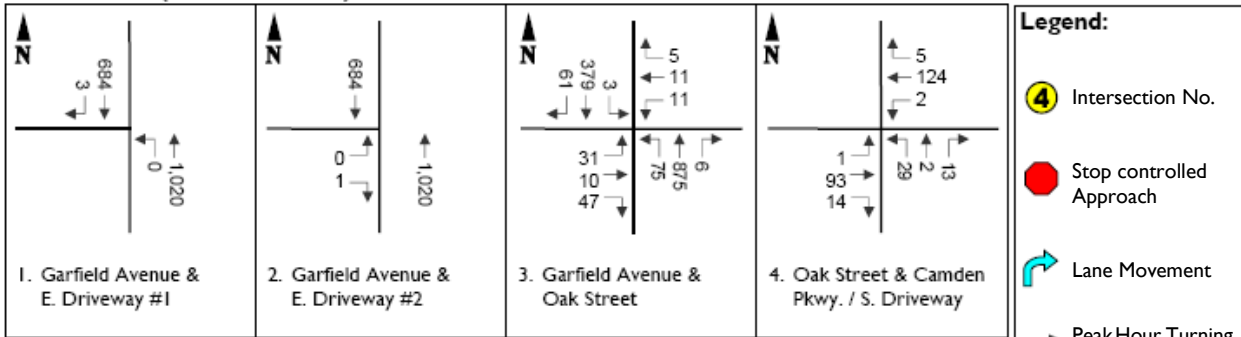 N
3
684
0
1,020
1. Garfield Avenue &
E. Driveway #1
N
684
0
1
1,020
2. Garfield Avenue &
E. Driveway #2
N
61
379
3
5
11
11
31
10
47
75
875
6
3. Garfield Avenue &
Oak Street
N
5
124
2
1
93
14
29
2
13
4. Oak Street & Camden
Pkwy. / S. Driveway
Legend:
4 Intersection No.
Stop controlled
Approach
Lane Movement
Peak Hour Turning